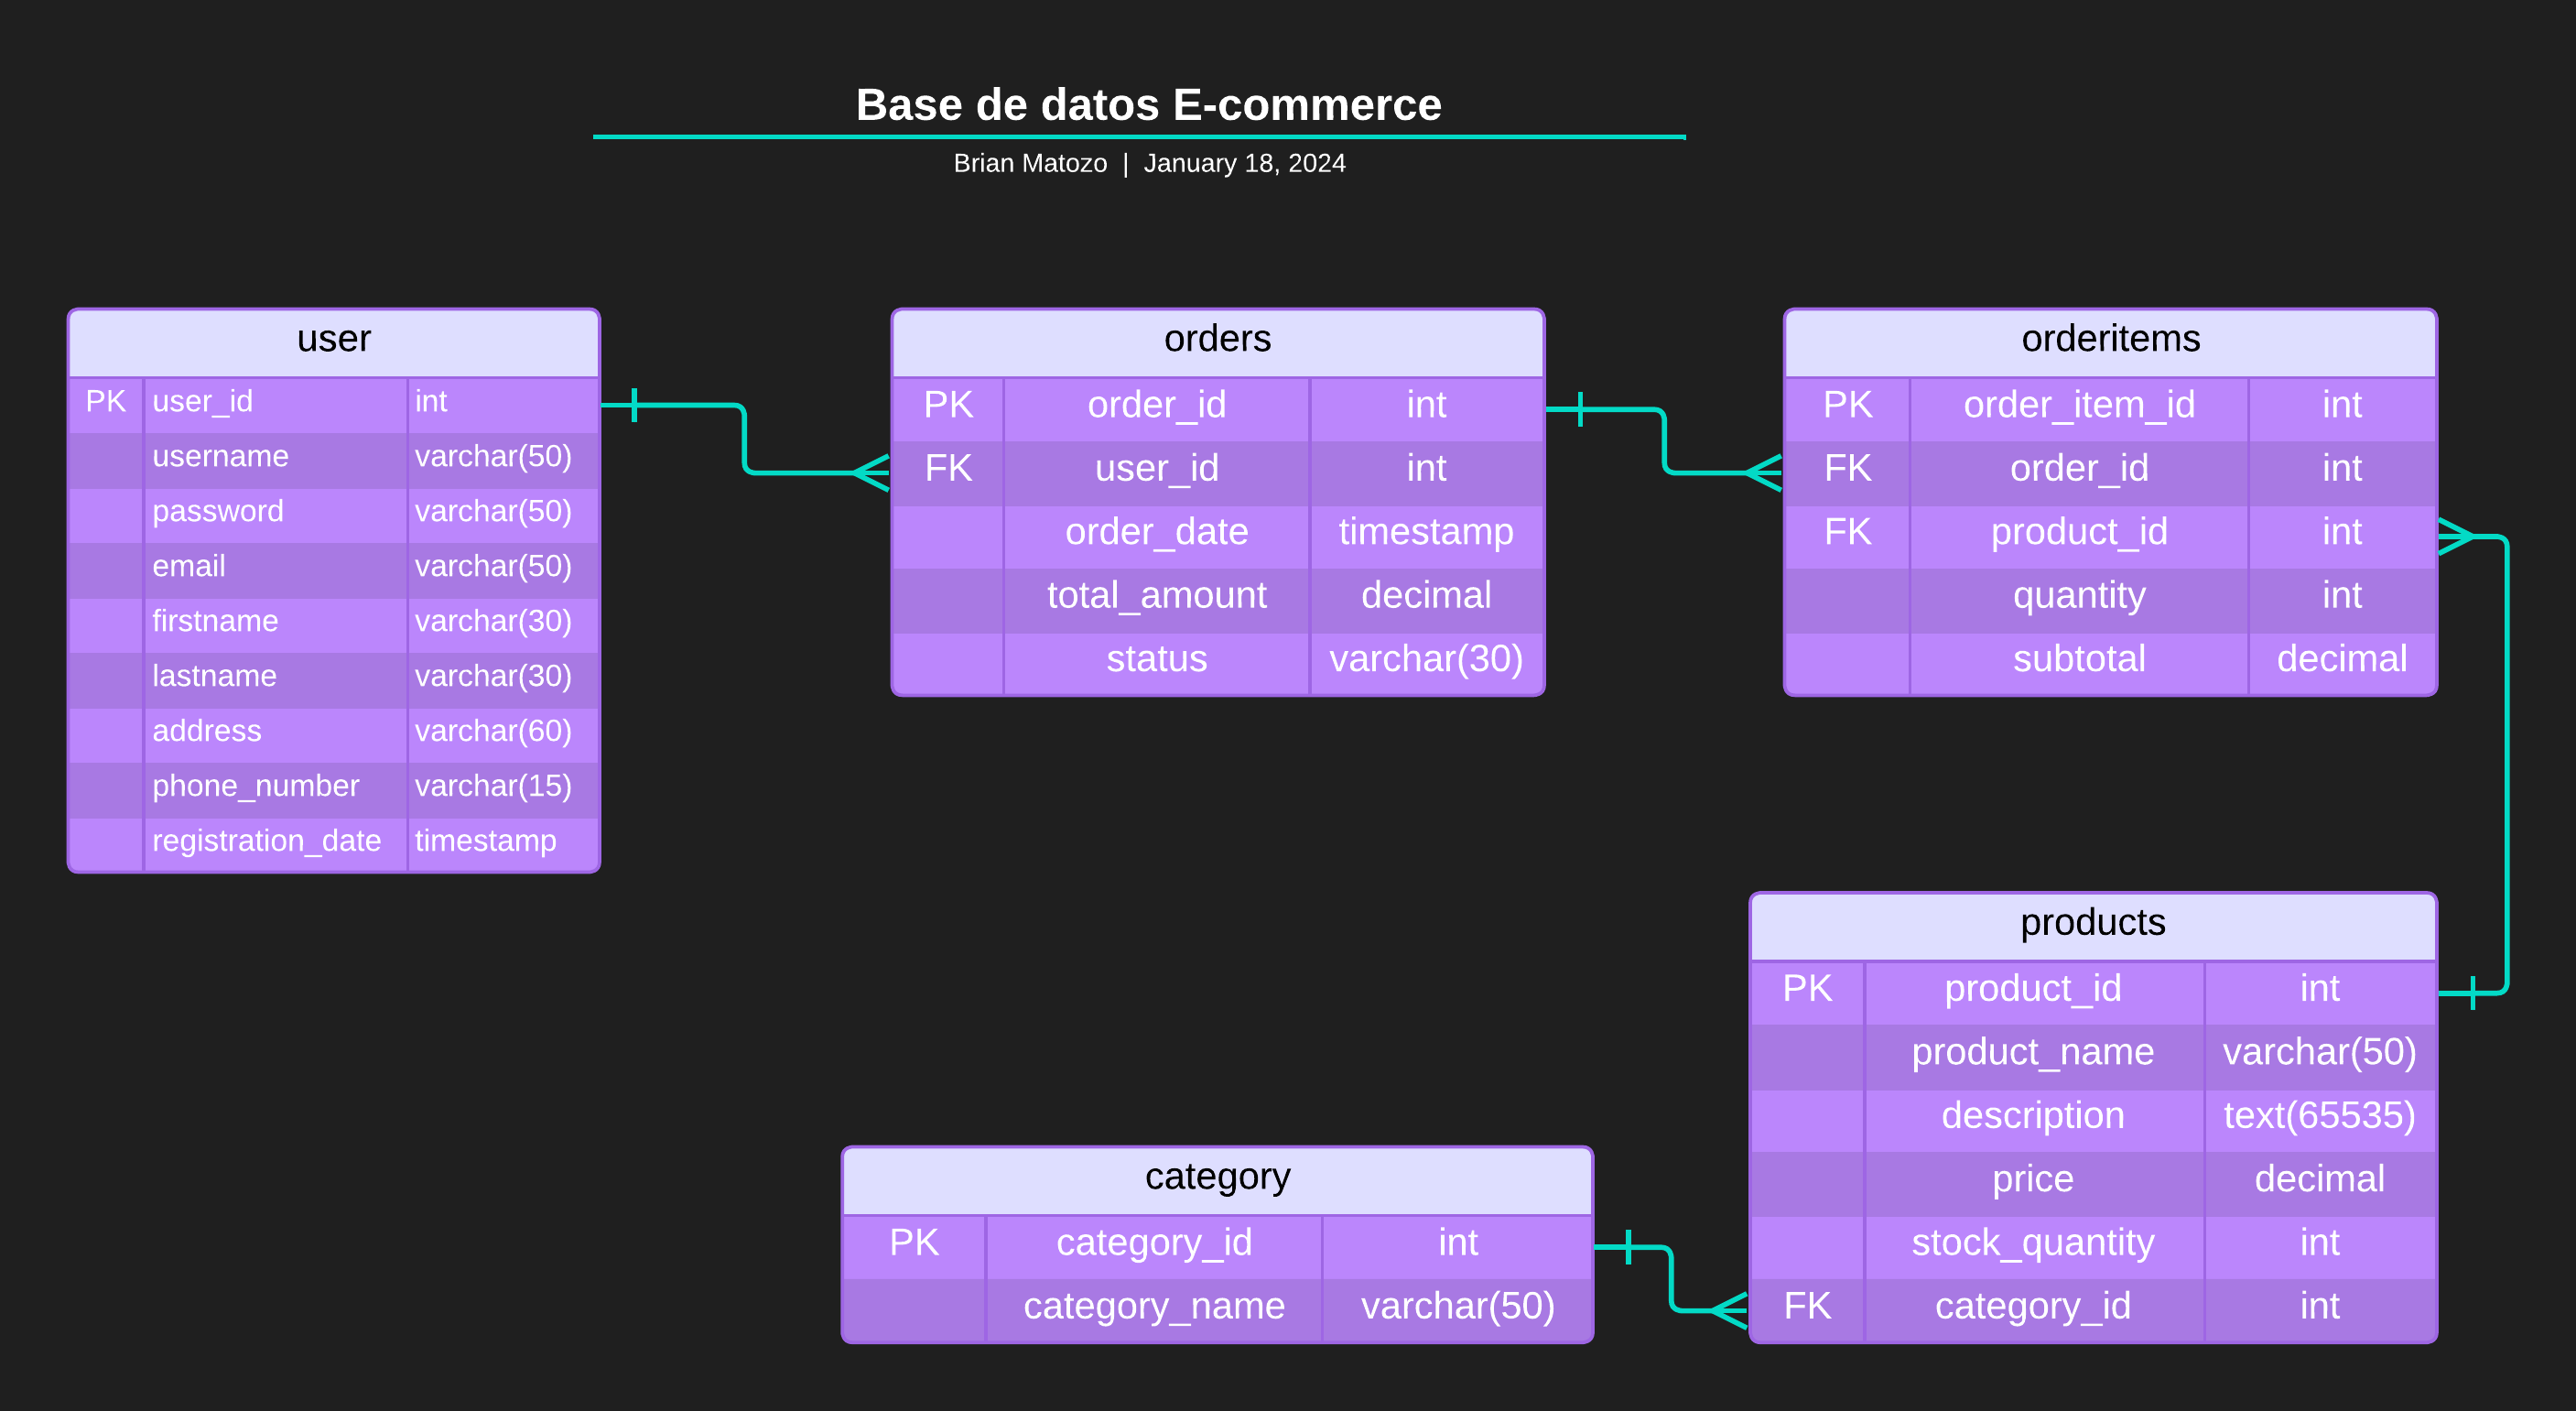 Base de datos E-commerce
Brian Matozo | January 18, 2024
user
PK user_id int
username varchar(50)
password varchar(50)
email varchar(50)
firstname varchar(30)
lastname varchar(30)
address varchar(60)
phone_number varchar(15)
registration_date timestamp
orders
PK order_id int
FK user_id int
order_date timestamp
total_amount decimal
status varchar(30)
orderitems
PK order_item_id int
FK order_id int
FK product_id int
quantity int
subtotal decimal
category
PK category_id int
category_name varchar(50)
products
PK product_id int
product_name varchar(50)
description text(65535)
price decimal
stock_quantity int
FK category_id int